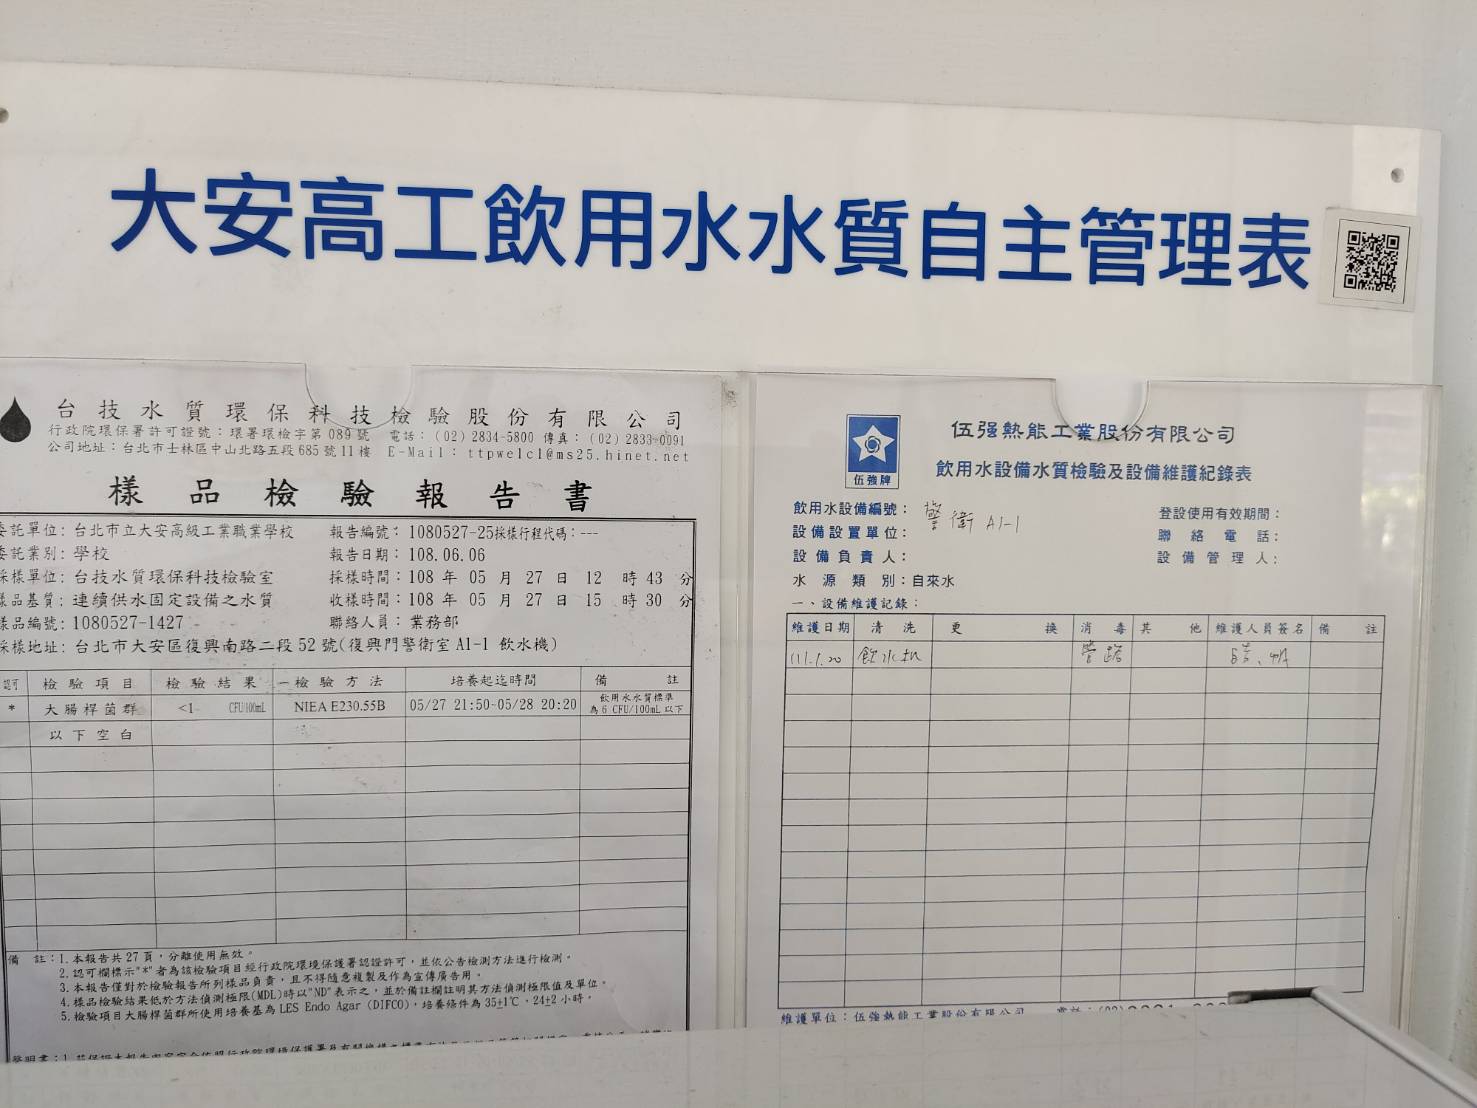 大安高工飲用水水質自主管理表
台技水質環保科技檢驗股份有限公司
行政院環保署許可證號：環署環檢字第089號 電話：(02)2834-5800 傳真：(02)2833-0091
公司地址：台北市士林區中山北路五段685號11樓 E-Mail：ttpwelcl@ms25.hinet.net
樣品檢驗報告書
委託單位：台北市立大安高級工業職業學校 報告編號：1080527-25採樣行程代碼：---
委託業別：學校 報告日期：108.06.06
採樣單位：台技水質環保科技檢驗室 採樣時間：108 年 05 月 27 日 12 時 43 分
樣品基質：連續供水固定設備之水質 收樣時間：108 年 05 月 27 日 15 時 30 分
樣品編號：1080527-1427 聯絡人員：業務部
採樣地址：台北市大安區復興南路二段52號(復興門警衛室 A1-1 飲水機)
認可 檢驗項目 檢驗結果 檢驗方法 培養起迄時間 備註
* 大腸桿菌群 <1 CFU/100mL NIEA E230.55B 05/27 21:50-05/28 20:20 飲用水水質標準
為6 CFU/100mL以下
以下空白
備註：1.本報告共27頁，分離使用無效。
2.認可欄標示"*"者為該檢驗項目經行政院環境保護署認證許可，並依公告檢測方法進行檢測。
3.本報告僅對於檢驗報告所列樣品負責，且不得隨意複製及作為宣傳廣告用。
4.樣品檢驗結果低於方法偵測極限(MDL)時以"ND"表示之，並於備註欄註明其方法偵測極限值及單位。
5.檢驗項目大腸桿菌群所使用培養基為LES Endo Agar (DIFCO)，培養條件為35±1℃，24±2小時。
伍強牌
伍强熱能工業股份有限公司
飲用水設備水質檢驗及設備維護紀錄表
飲用水設備編號：警衛 A1-1 登設使用有效期間：
設備設置單位： 聯絡電話：
設備負責人： 設備管理人：
水源類別：自來水
一、設備維護記錄：
維護日期 清洗 更換 消毒 其他 維護人員簽名 備註
111.1.20 飲水机 管路
維護單位：伍強熱能工業股份有限公司 電話：(02)